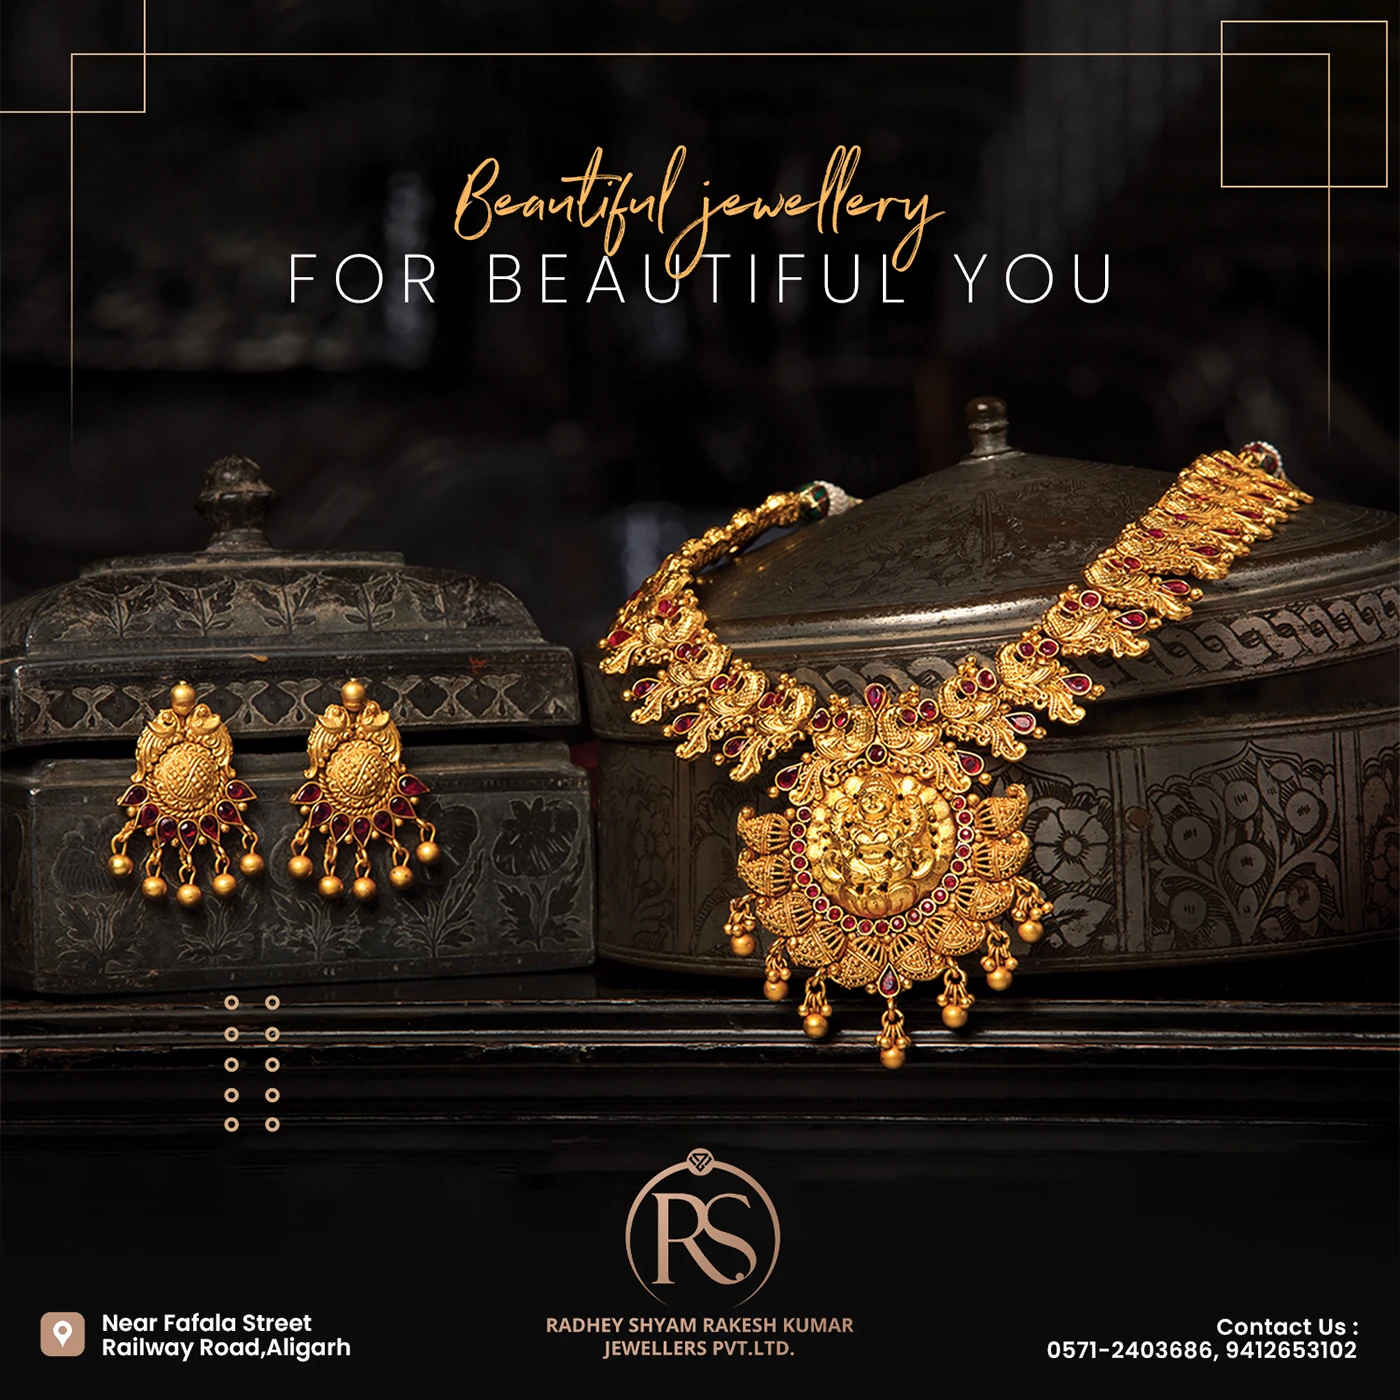 Beautiful jewellery
FOR BEAUTIFUL YOU
RS
RADHEY SHYAM RAKESH KUMAR
JEWELLERS PVT.LTD.
Near Fafala Street
Railway Road,Aligarh
Contact Us :
0571-2403686, 9412653102